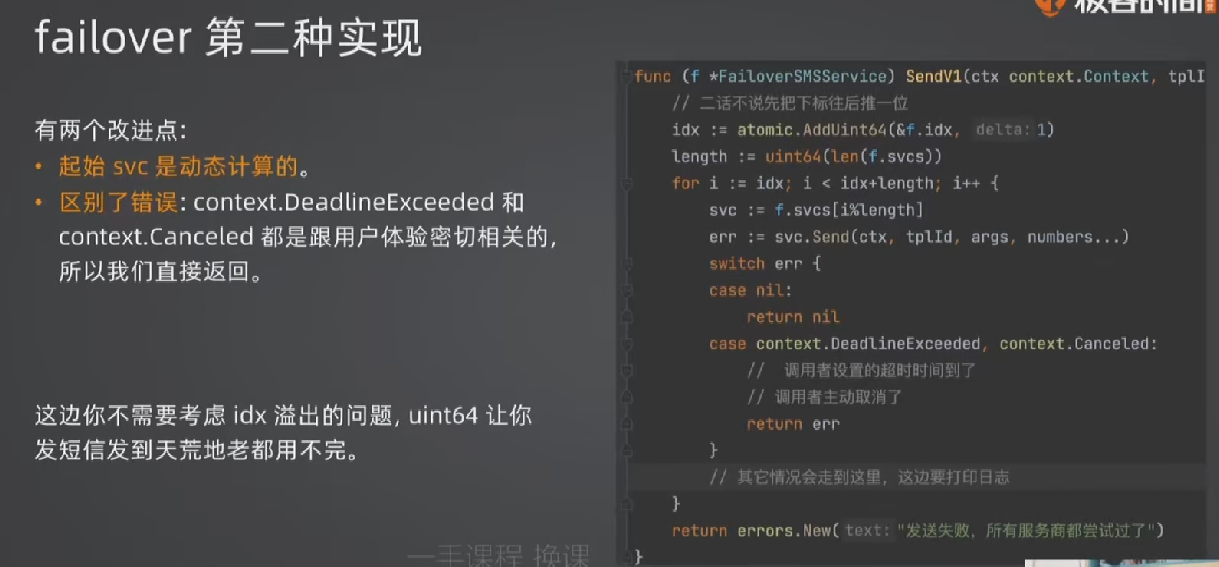 极客时间
failover 第二种实现
有两个改进点:
• 起始 svc 是动态计算的。
• 区别了错误: context.DeadlineExceeded 和
context.Canceled 都是跟用户体验密切相关的,
所以我们直接返回。
这边你不需要考虑 idx 溢出的问题, uint64 让你
发短信发到天荒地老都用不完。
func (f *FailoverSMSService) SendV1(ctx context.Context, tplI
// 二话不说先把下标往后推一位
idx := atomic.AddUint64(&f.idx, delta: 1)
length := uint64(len(f.svcs))
for i := idx; i < idx+length; i++ {
svc := f.svcs[i%length]
err := svc.Send(ctx, tplId, args, numbers...)
switch err {
case nil:
return nil
case context.DeadlineExceeded, context.Canceled:
// 调用者设置的超时时间到了
// 调用者主动取消了
return err
}
// 其它情况会走到这里，这边要打印日志
}
return errors.New( text: "发送失败，所有服务商都尝试过了")
}
一手课程 换课